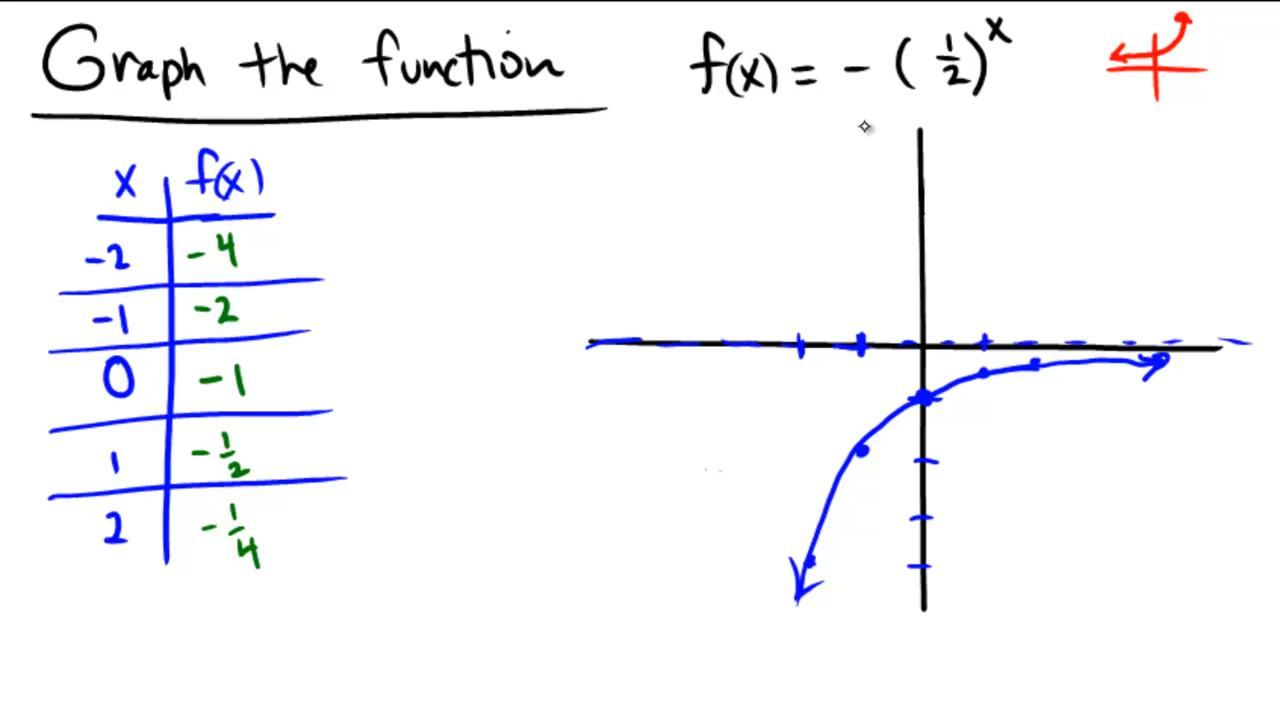 Graph the function
f(x) = - (1/2)^x
x f(x)
-2 -4
-1 -2
0 -1
1 -1/2
2 -1/4